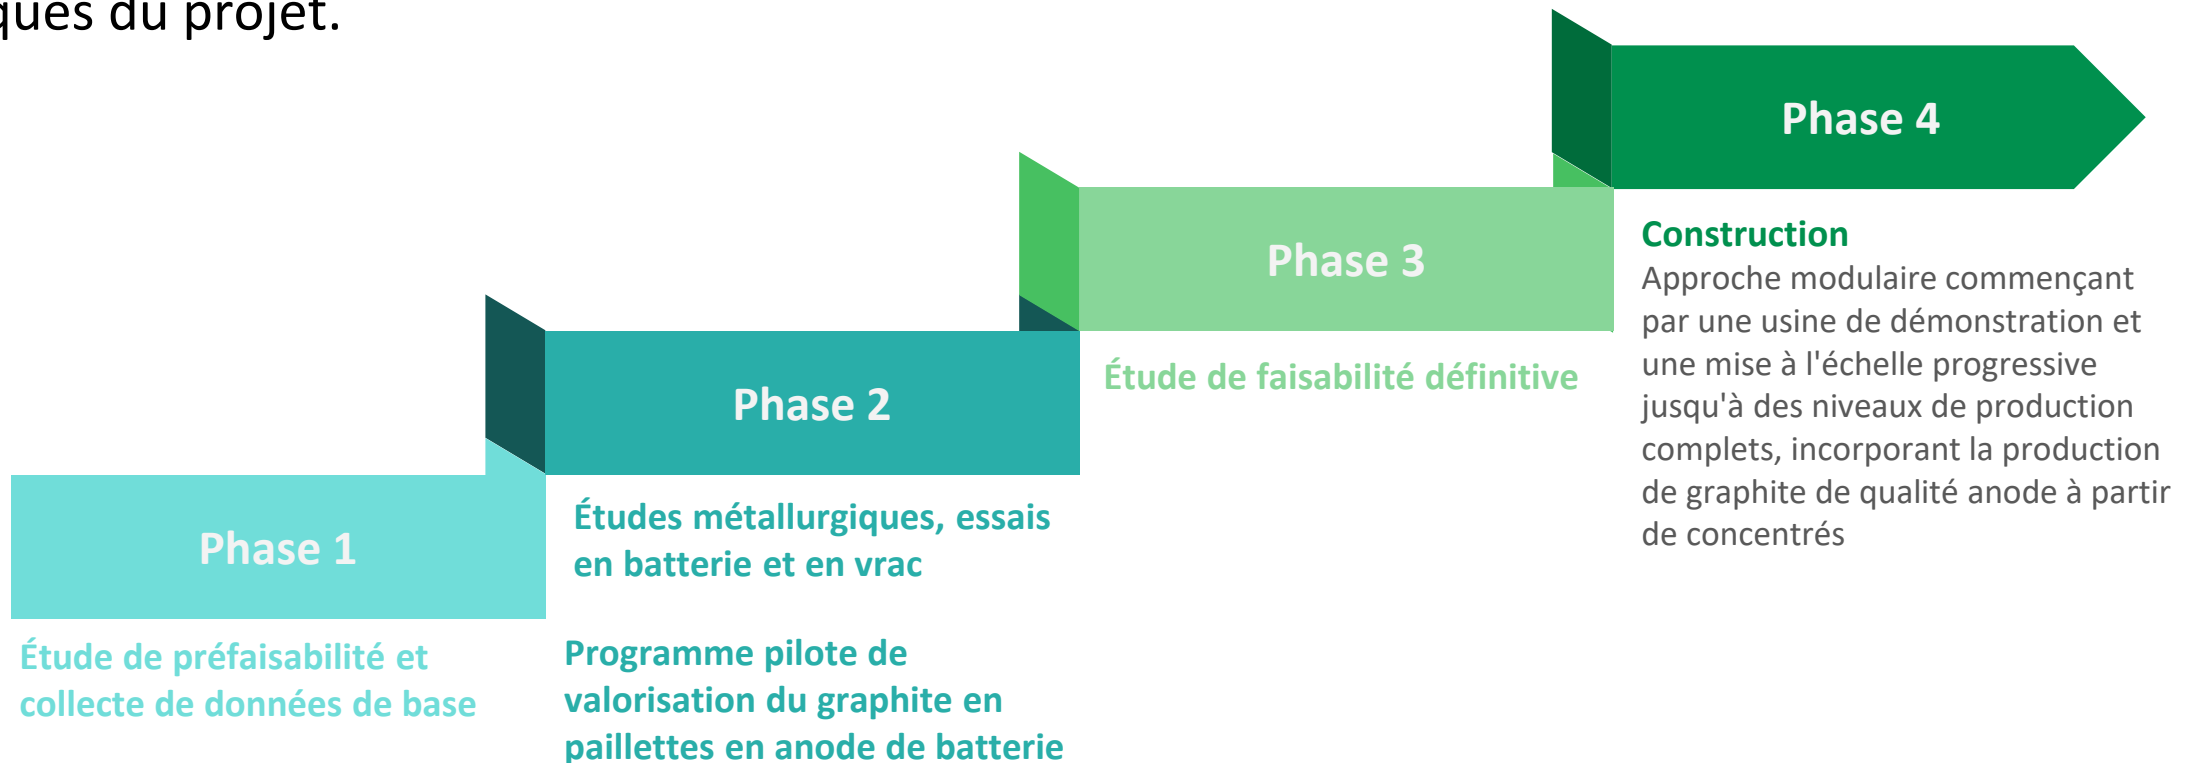 ques du projet.
Phase 1
Étude de préfaisabilité et
collecte de données de base
Phase 2
Études métallurgiques, essais
en batterie et en vrac
Programme pilote de
valorisation du graphite en
paillettes en anode de batterie
Phase 3
Étude de faisabilité définitive
Phase 4
Construction
Approche modulaire commençant
par une usine de démonstration et
une mise à l'échelle progressive
jusqu'à des niveaux de production
complets, incorporant la production
de graphite de qualité anode à partir
de concentrés